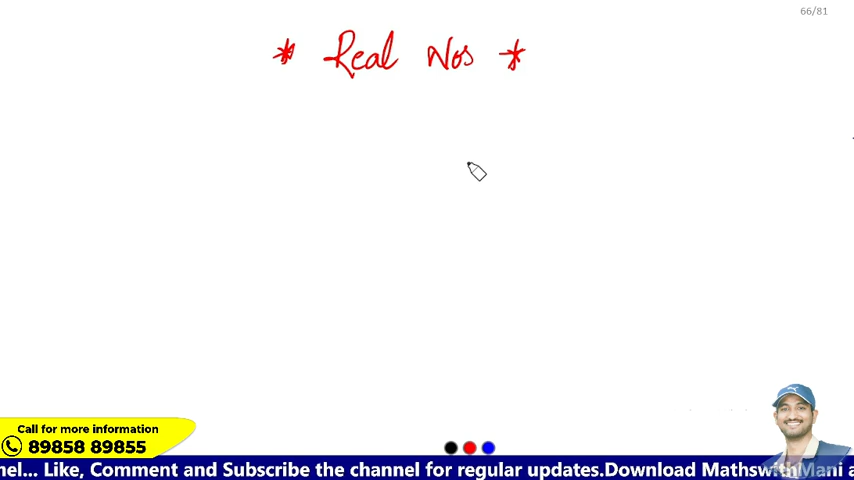 66/81
* Real Nos *
Call for more information
89858 89855
nel... Like, Comment and Subscribe the channel for regular updates.Download MathswithMani a